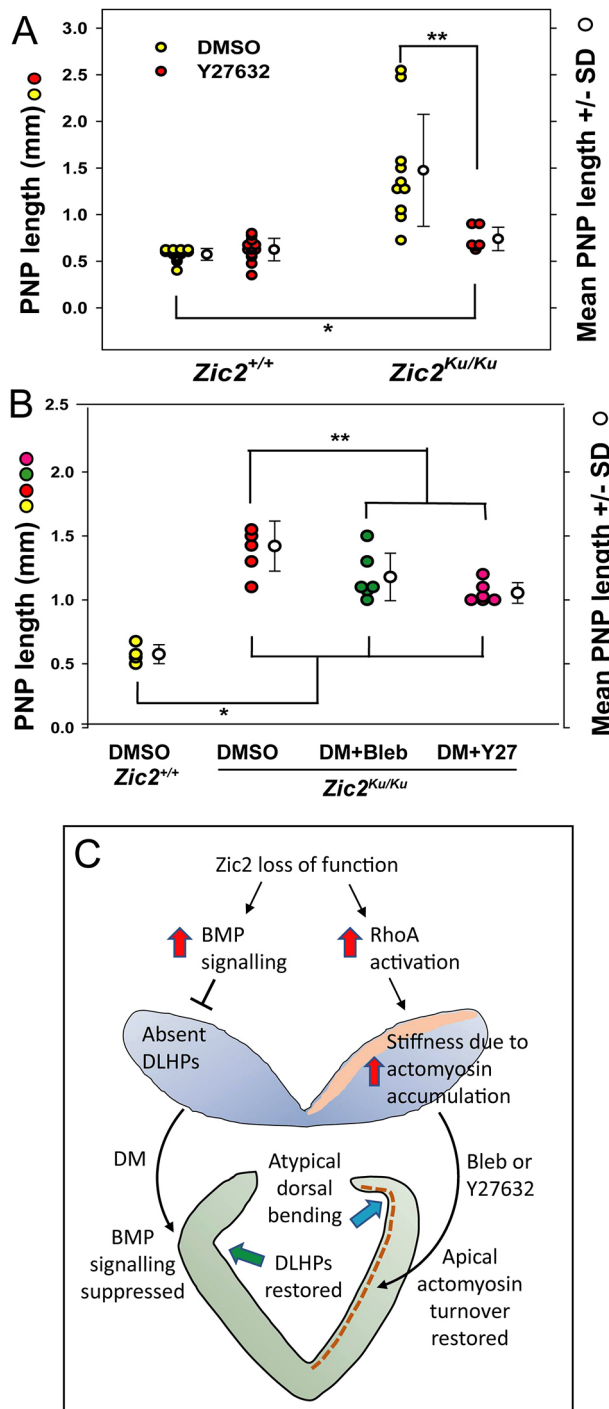 A
3.0
2.5
2.0
1.5
1.0
0.5
0.0
PNP length (mm)
DMSO
Y27632
**
*
Mean PNP length +/- SD
Zic2+/+
Zic2Ku/Ku
B
2.5
2.0
1.5
1.0
0.5
0.0
PNP length (mm)
**
*
Mean PNP length +/- SD
DMSO
Zic2+/+
DMSO
DM+Bleb
DM+Y27
Zic2Ku/Ku
C
Zic2 loss of function
BMP
signalling
RhoA
activation
Absent
DLHPs
Stiffness due to
actomyosin
accumulation
DM
Atypical
dorsal
bending
Bleb or
Y27632
BMP
signalling
suppressed
DLHPs
restored
Apical
actomyosin
turnover
restored